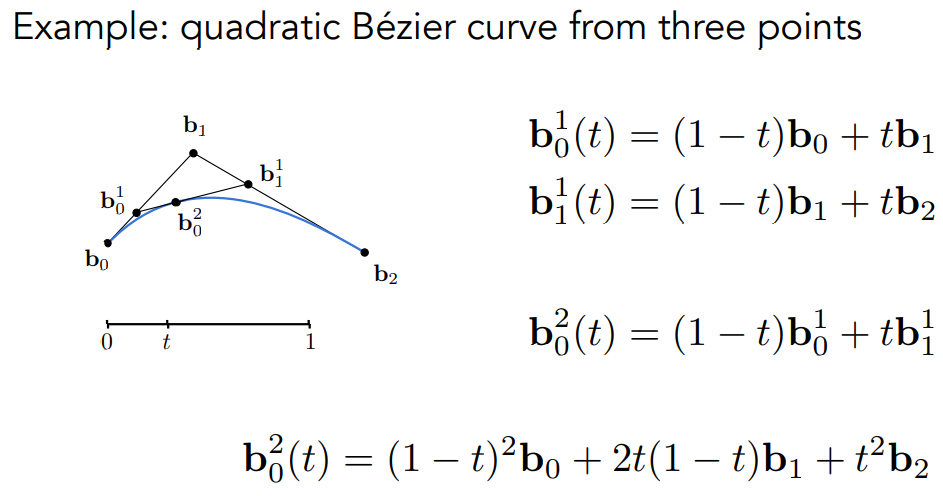 Example: quadratic Bézier curve from three points
b₁
b₁¹
b₀¹
b₀²
b₀
b₂
0 t 1
b₀¹(t) = (1 − t)b₀ + tb₁
b₁¹(t) = (1 − t)b₁ + tb₂
b₀²(t) = (1 − t)b₀¹ + tb₁¹
b₀²(t) = (1 − t)²b₀ + 2t(1 − t)b₁ + t²b₂